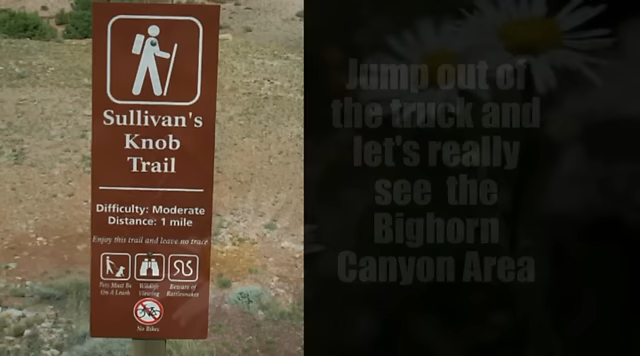 Sullivan's
Knob
Trail
Difficulty: Moderate
Distance: 1 mile
Enjoy this trail and leave no trace
Pets Must Be
On A Leash
Wildlife
Viewing
Beware of
Rattlesnakes
No Bikes
Jump out of
the truck and
let's really
see the
Bighorn
Canyon Area